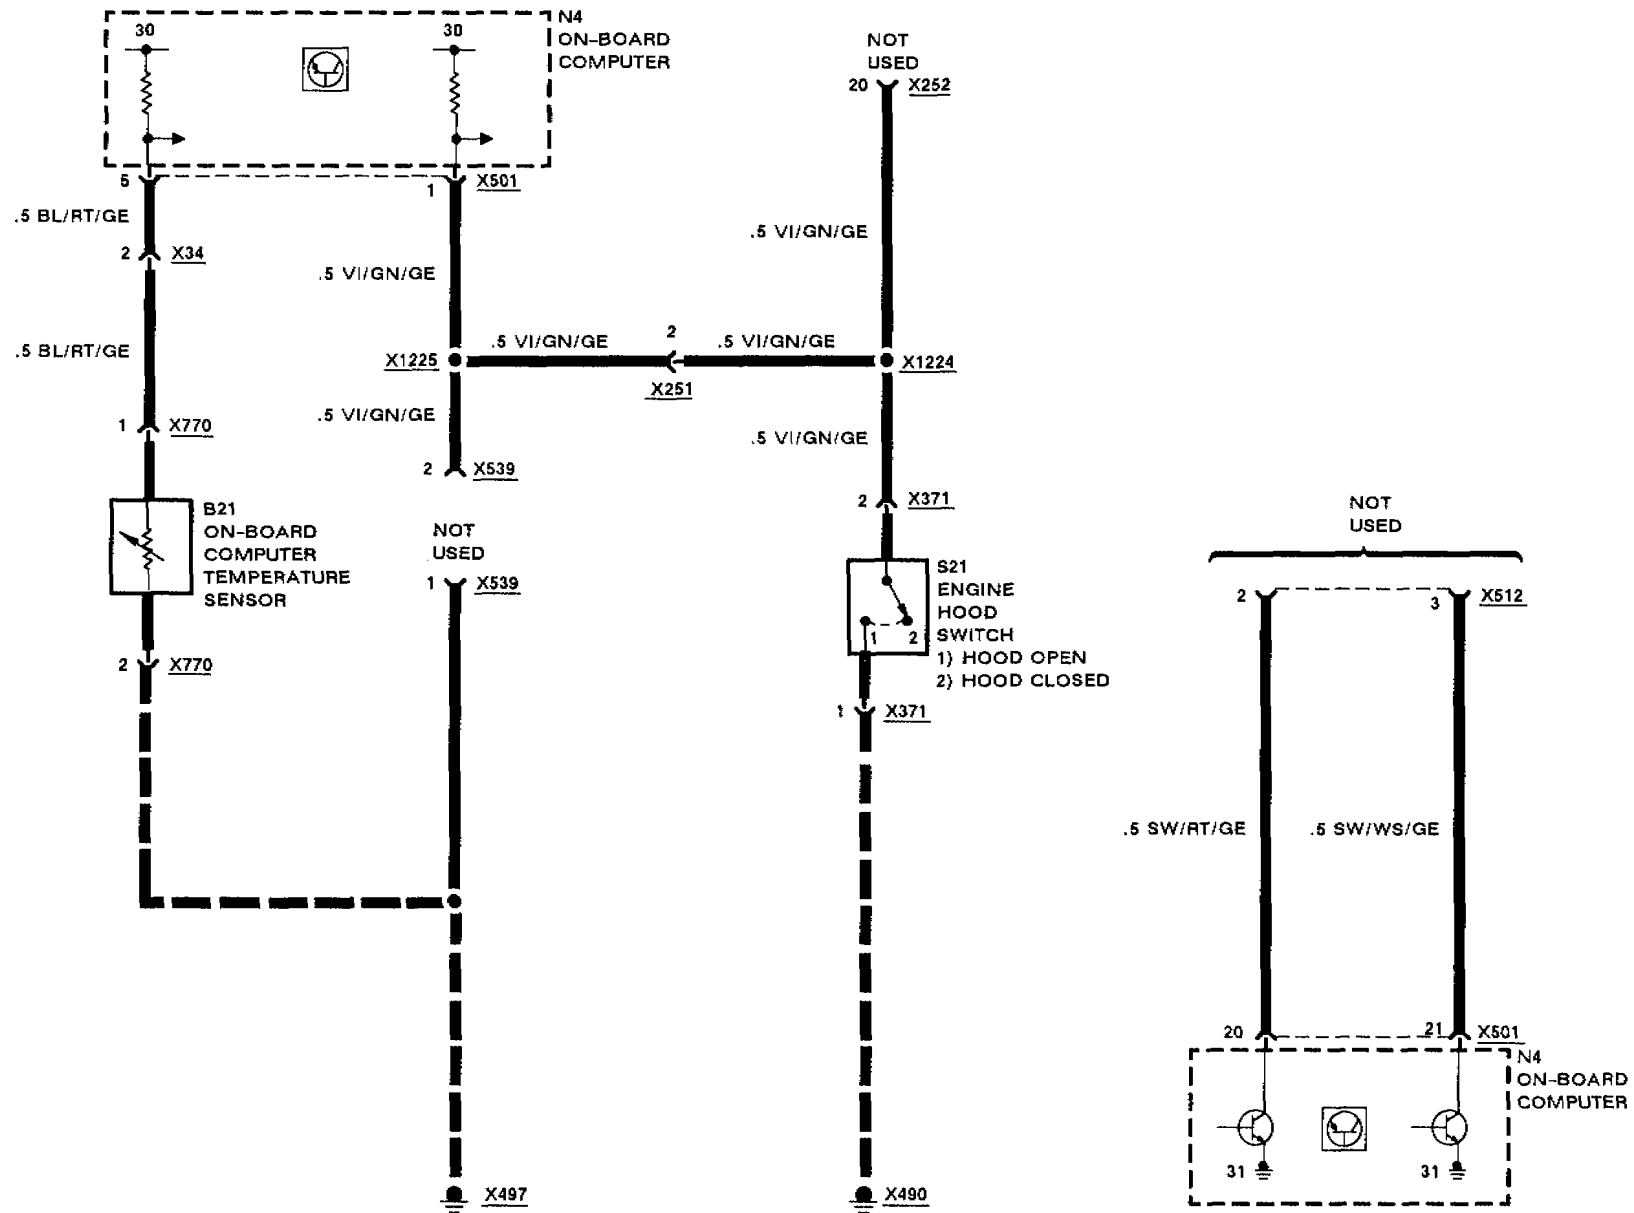 30
30
N4
ON-BOARD
COMPUTER
NOT
USED
20
X252
5
1
X501
.5 BL/RT/GE
2
X34
.5 VI/GN/GE
.5 VI/GN/GE
.5 BL/RT/GE
X1225
.5 VI/GN/GE
2
X251
.5 VI/GN/GE
X1224
1
X770
.5 VI/GN/GE
.5 VI/GN/GE
2
X539
B21
ON-BOARD
COMPUTER
TEMPERATURE
SENSOR
NOT
USED
1
X539
2
X770
2
X371
S21
ENGINE
HOOD
SWITCH
1) HOOD OPEN
2) HOOD CLOSED
1
2
1
X371
NOT
USED
2
3
X512
.5 SW/RT/GE
.5 SW/WS/GE
20
21
X501
N4
ON-BOARD
COMPUTER
31
31
X497
X490